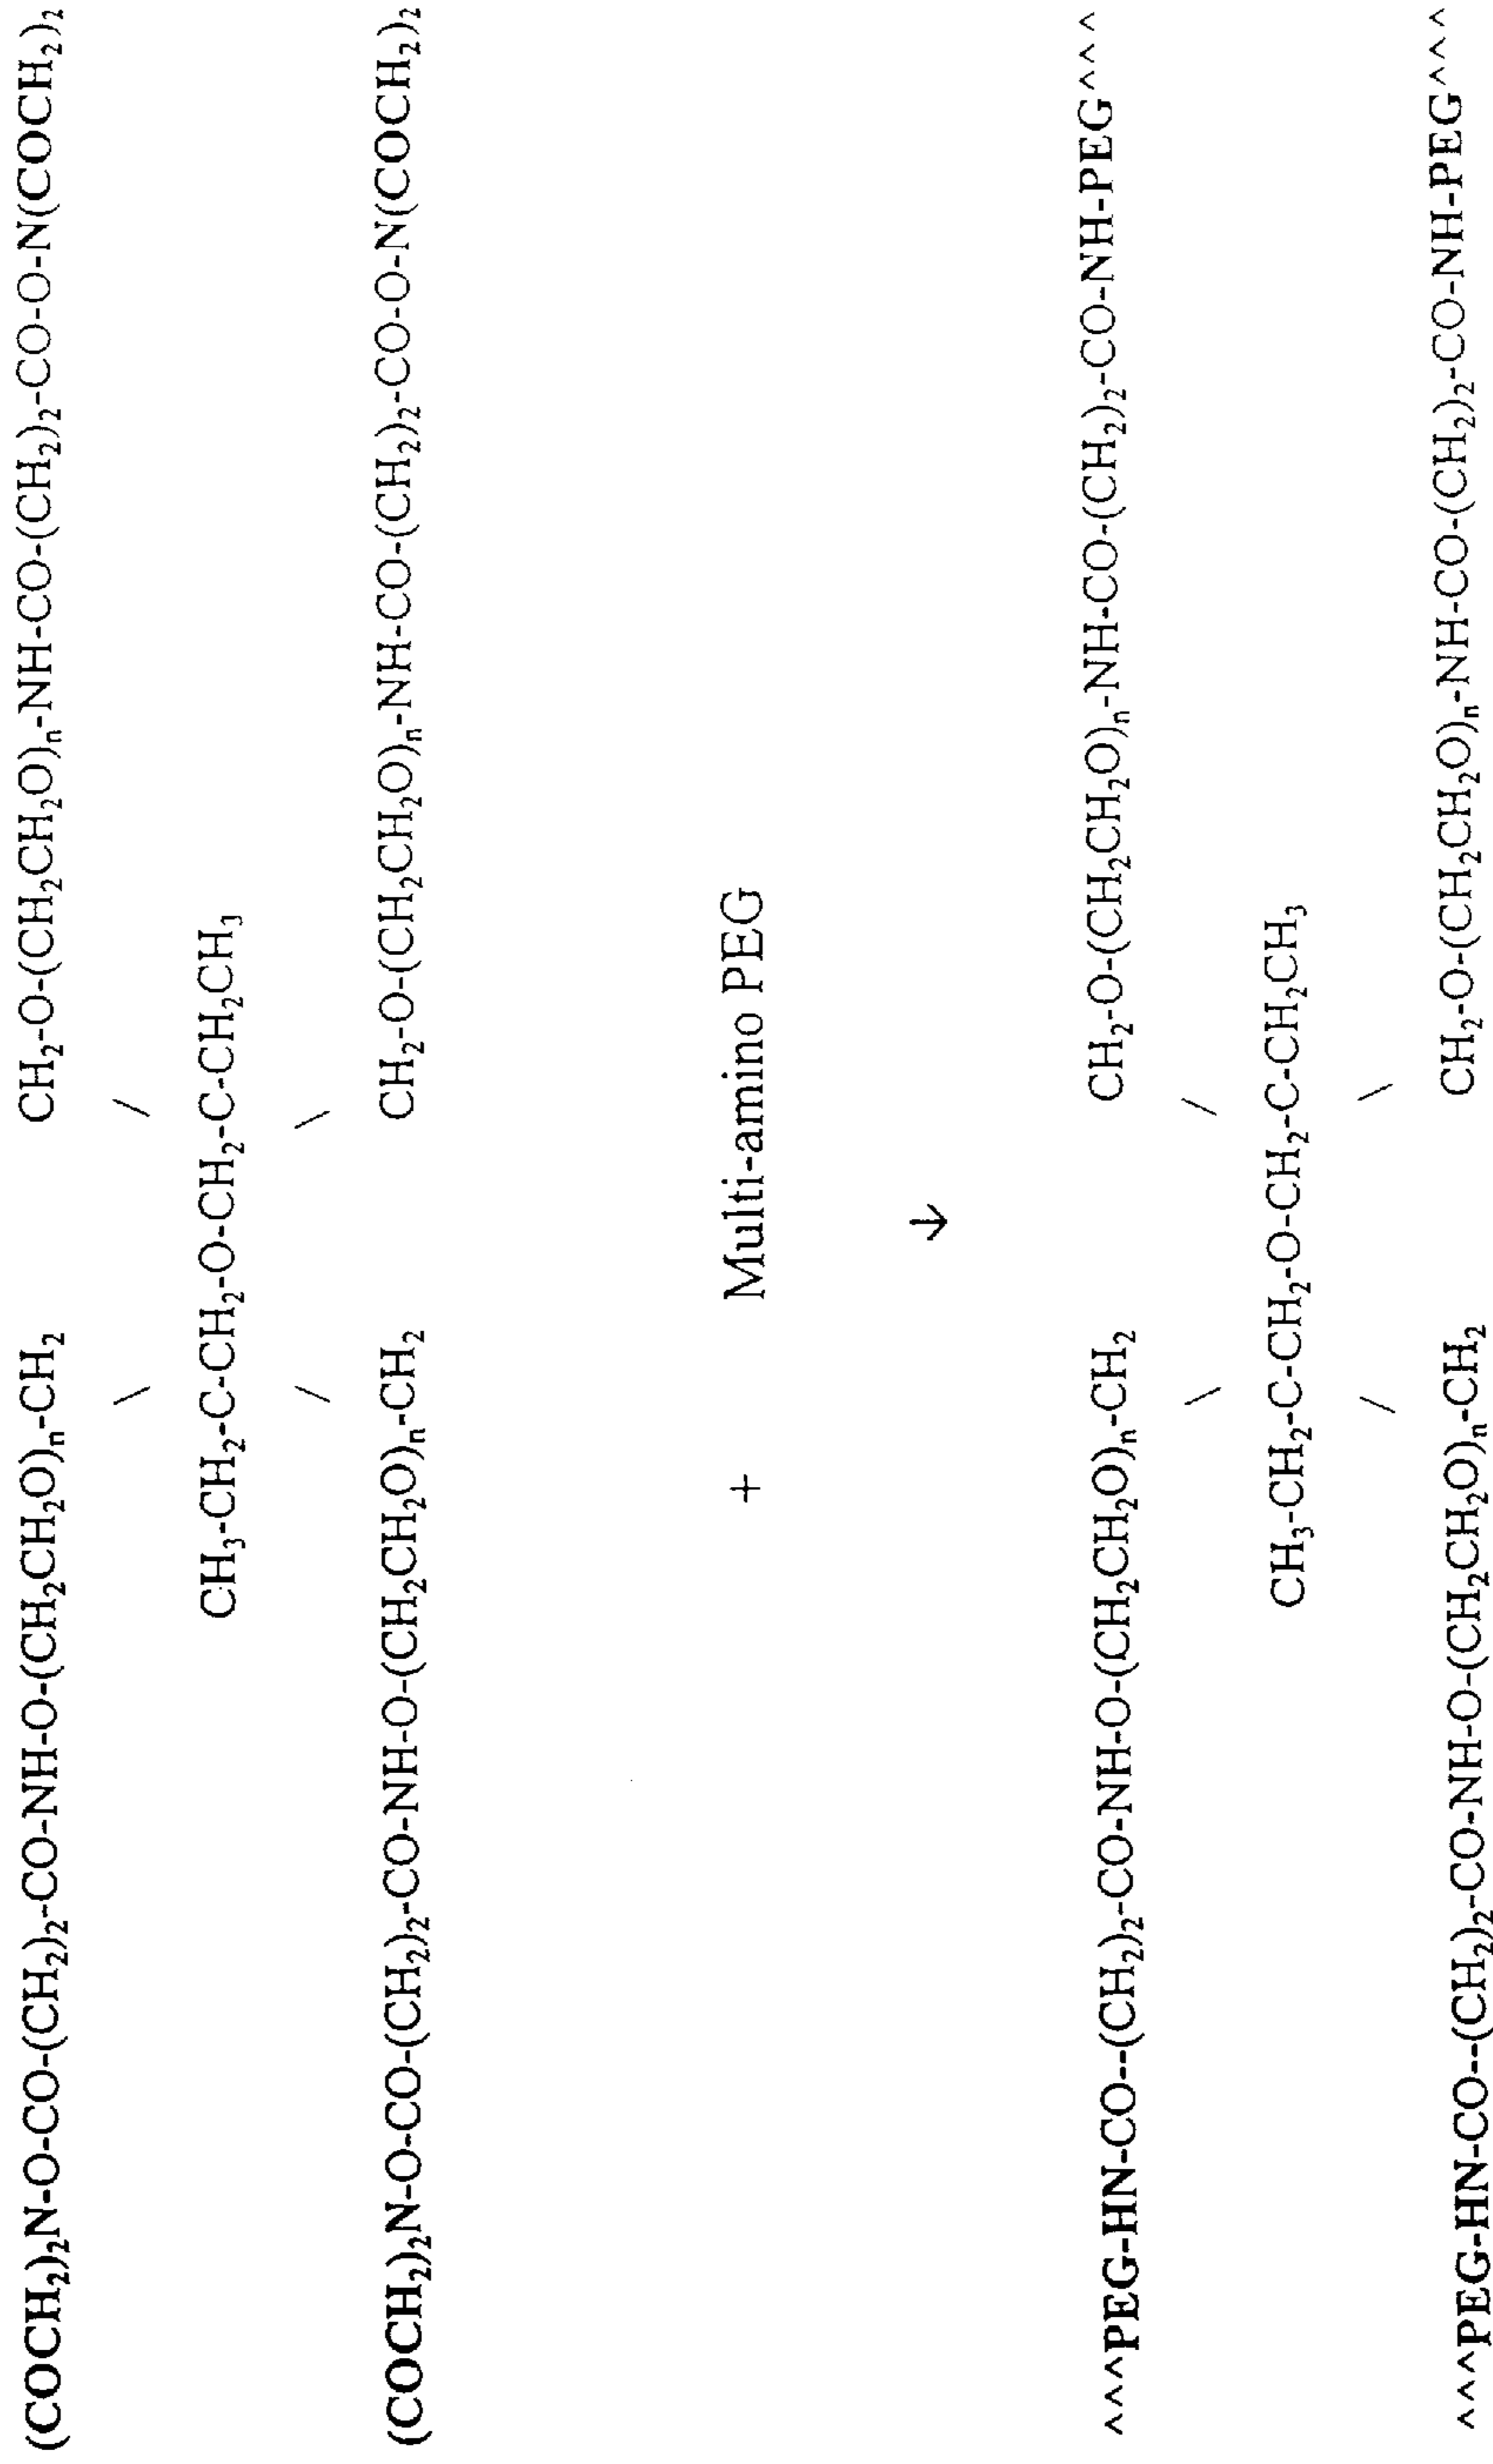 (COCH₂)₂N-O-CO-(CH₂)₂-CO-NH-O-(CH₂CH₂O)ₙ-CH₂ CH₂-O-(CH₂CH₂O)ₙ-NH-CO-(CH₂)₂-CO-O-N(COCH₂)₂
\ /
CH₃-CH₂-C-CH₂-O-CH₂-C-CH₂CH₃
/ \
(COCH₂)₂N-O-CO-(CH₂)₂-CO-NH-O-(CH₂CH₂O)ₙ-CH₂ CH₂-O-(CH₂CH₂O)ₙ-NH-CO-(CH₂)₂-CO-O-N(COCH₂)₂
+ Multi-amino PEG
↓
^^^PEG-HN-CO--(CH₂)₂-CO-NH-O-(CH₂CH₂O)ₙ-CH₂ CH₂-O-(CH₂CH₂O)ₙ-NH-CO-(CH₂)₂-CO-NH-PEG^^^
\ /
CH₃-CH₂-C-CH₂-O-CH₂-C-CH₂CH₃
/ \
^^^PEG-HN-CO--(CH₂)₂-CO-NH-O-(CH₂CH₂O)ₙ-CH₂ CH₂-O-(CH₂CH₂O)ₙ-NH-CO-(CH₂)₂-CO-NH-PEG^^^